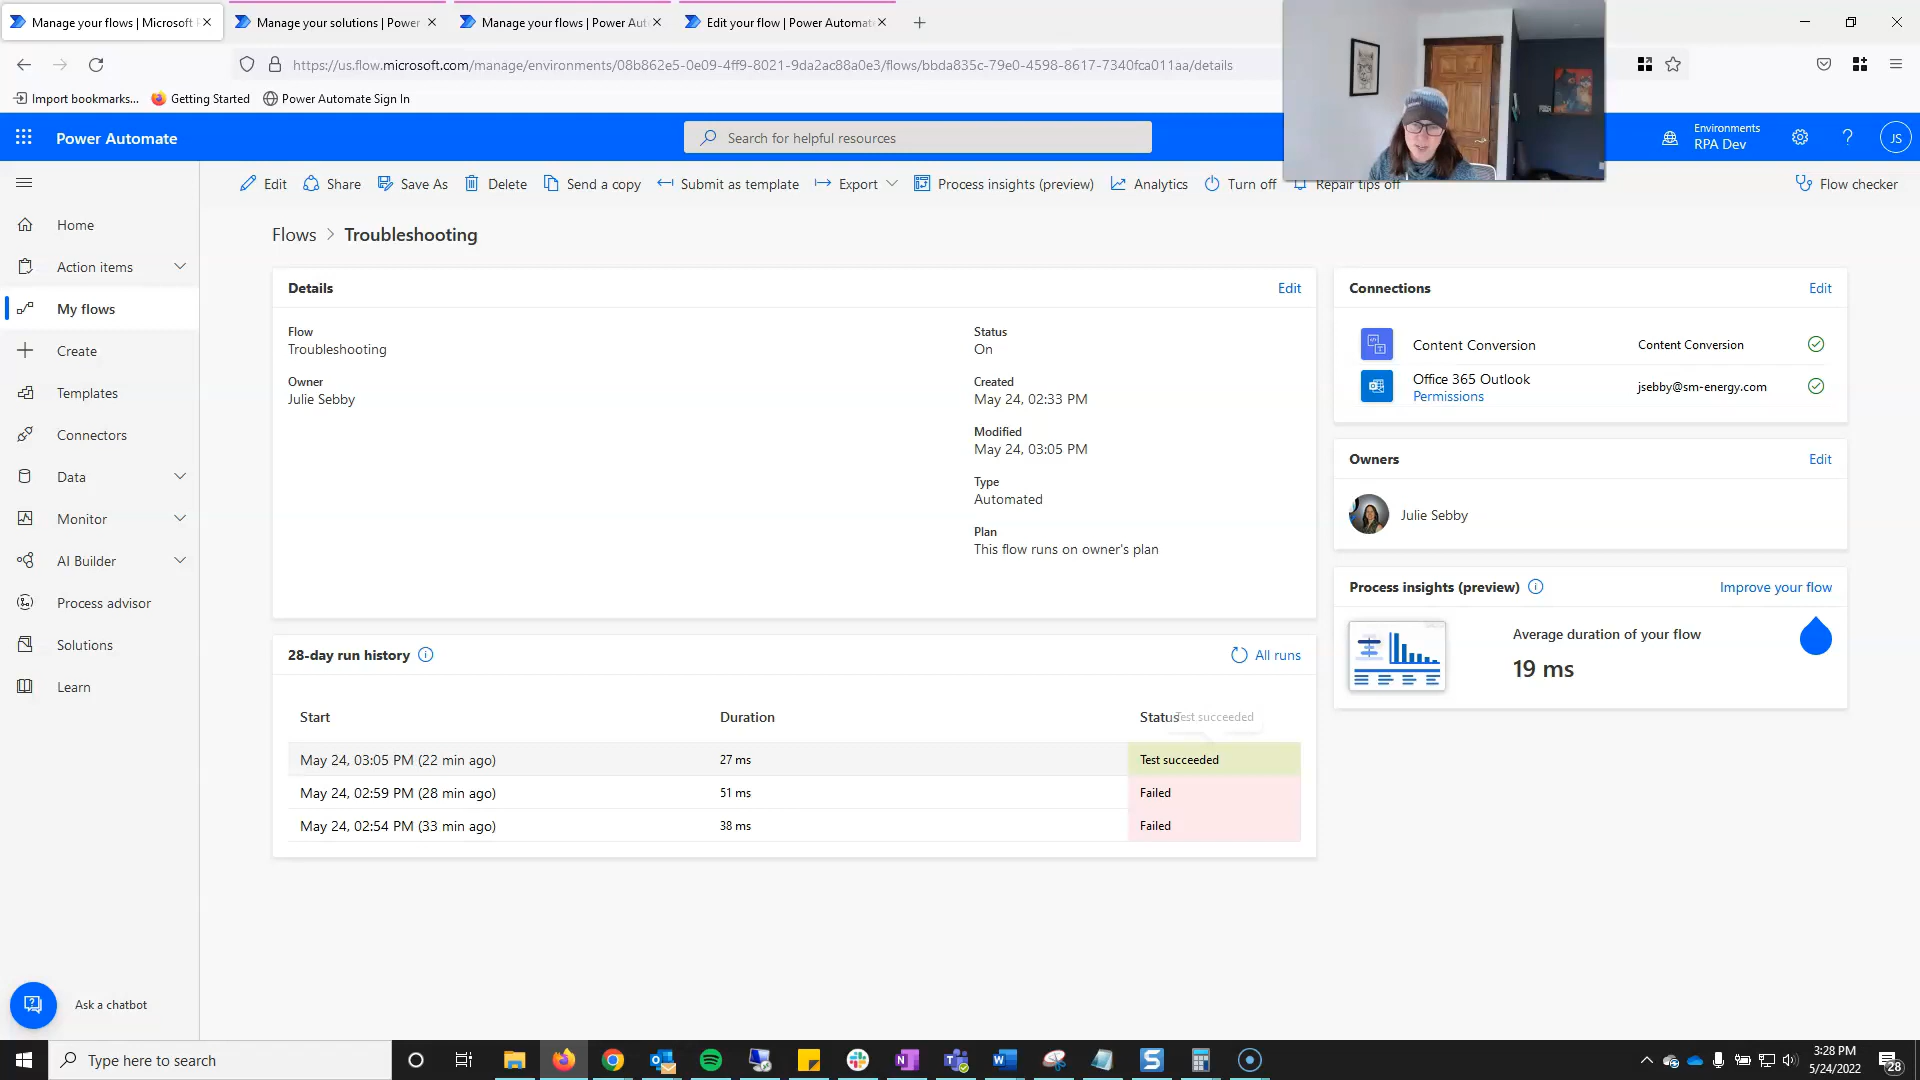 Manage your flows | Microsoft
Manage your solutions | Power
Manage your flows | Power Aut
Edit your flow | Power Automate
https://us.flow.microsoft.com/manage/environments/08b862e5-0e09-4ff9-8021-9da2ac88a0e3/flows/bbda835c-79e0-4598-8617-7340fca011aa/details
Import bookmarks...
Getting Started
Power Automate Sign In
Power Automate
Search for helpful resources
Environments
RPA Dev
JS
Edit
Share
Save As
Delete
Send a copy
Submit as template
Export
Process insights (preview)
Analytics
Turn off
Repair tips off
Flow checker
Home
Action items
My flows
Create
Templates
Connectors
Data
Monitor
AI Builder
Process advisor
Solutions
Learn
Ask a chatbot
Flows > Troubleshooting
Details
Edit
Flow
Troubleshooting
Owner
Julie Sebby
Status
On
Created
May 24, 02:33 PM
Modified
May 24, 03:05 PM
Type
Automated
Plan
This flow runs on owner's plan
28-day run history
All runs
Start
Duration
Status
Test succeeded
May 24, 03:05 PM (22 min ago)
27 ms
Test succeeded
May 24, 02:59 PM (28 min ago)
51 ms
Failed
May 24, 02:54 PM (33 min ago)
38 ms
Failed
Connections
Edit
Content Conversion
Content Conversion
Office 365 Outlook
Permissions
jsebby@sm-energy.com
Owners
Edit
Julie Sebby
Process insights (preview)
Improve your flow
Average duration of your flow
19 ms
Type here to search
3:28 PM
5/24/2022
28